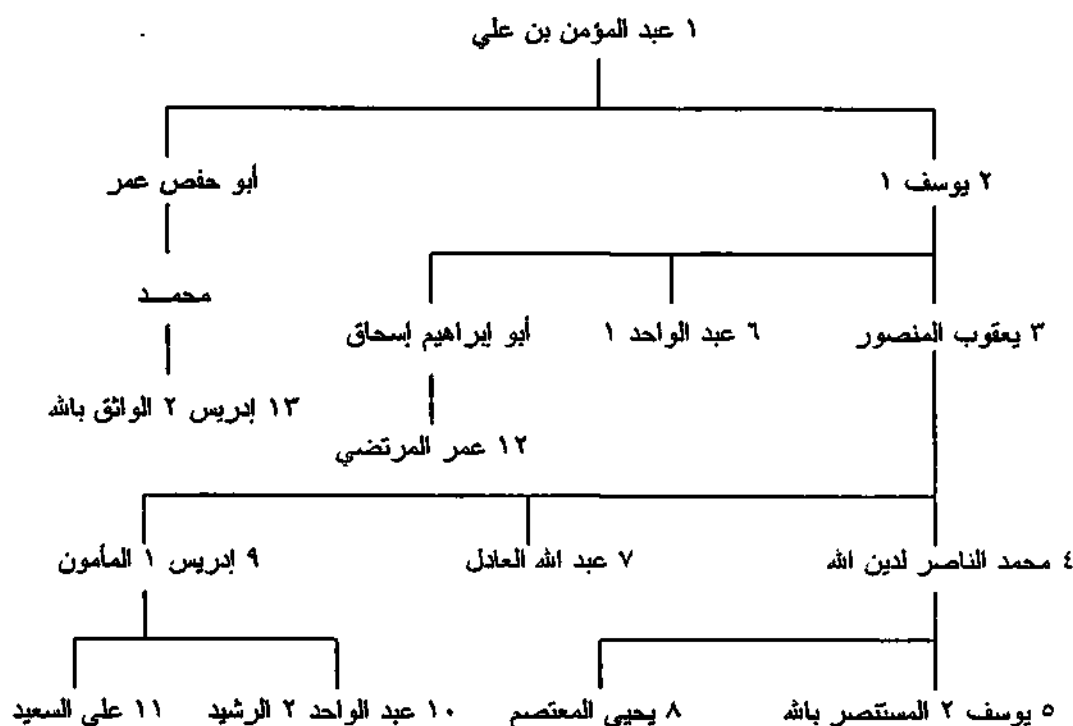 ١ عبد المؤمن بن علي
٢ يوسف ١
أبو حفص عمر
محمد
٣ يعقوب المنصور
٦ عبد الواحد ١
أبو إبراهيم إسحاق
١٣ إدريس ٢ الواثق بالله
١٢ عمر المرتضي
٤ محمد الناصر لدين الله
٧ عبد الله العادل
٩ إدريس ١ المأمون
٥ يوسف ٢ المستنصر بالله
٨ يحيى المعتصم
١٠ عبد الواحد ٢ الرشيد
١١ علي السعيد